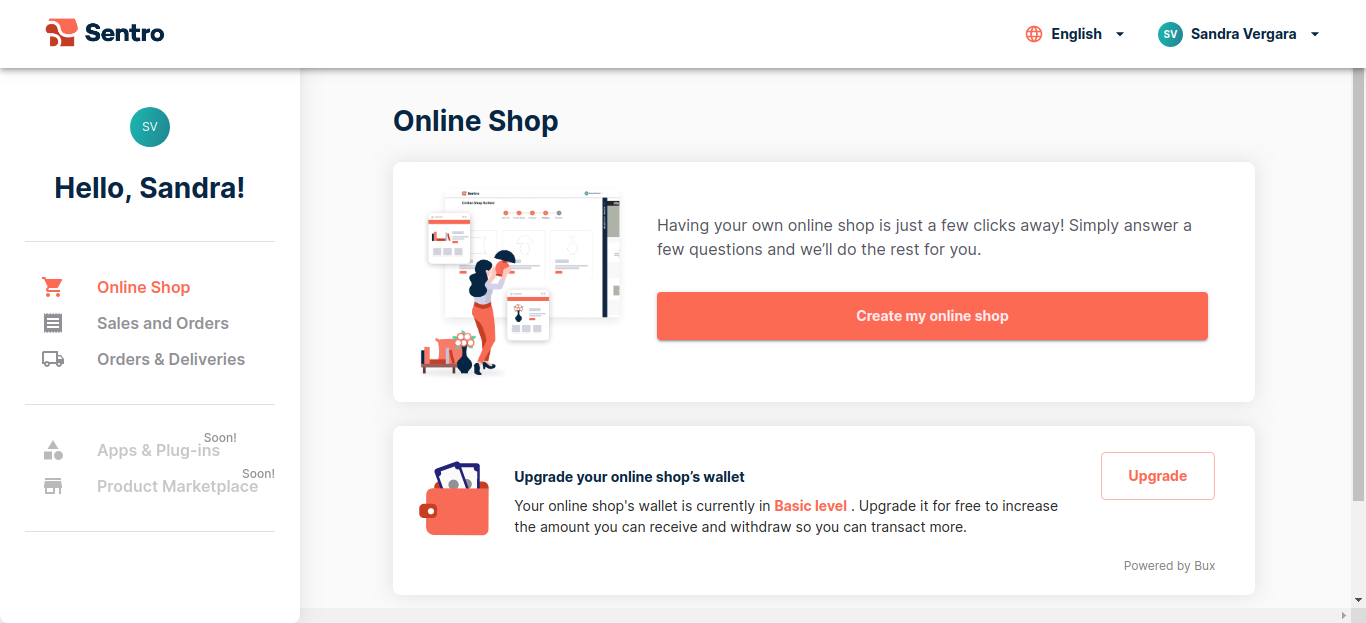 Sentro
English
SV
Sandra Vergara
SV
Hello, Sandra!
Online Shop
Sales and Orders
Orders & Deliveries
Soon!
Apps & Plug-ins
Soon!
Product Marketplace
Online Shop
Sentro
Online Shop Builder
Having your own online shop is just a few clicks away! Simply answer a
few questions and we’ll do the rest for you.
Create my online shop
Upgrade your online shop’s wallet
Your online shop's wallet is currently in Basic level . Upgrade it for free to increase
the amount you can receive and withdraw so you can transact more.
Upgrade
Powered by Bux